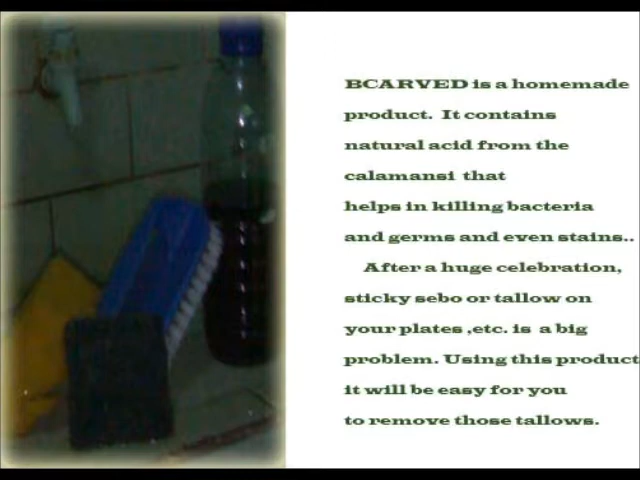 BCARVED is a homemade
product. It contains
natural acid from the
calamansi that
helps in killing bacteria
and germs and even stains..
After a huge celebration,
sticky sebo or tallow on
your plates ,etc. is a big
problem. Using this product
it will be easy for you
to remove those tallows.